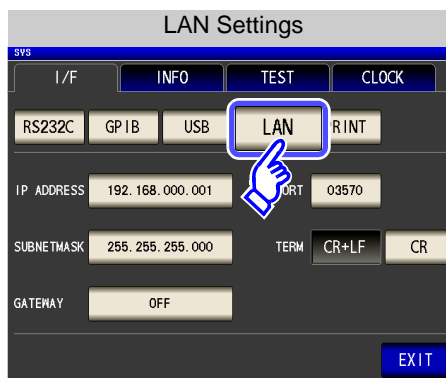 LAN Settings
SYS
I/F INFO TEST CLOCK
RS232C GPIB USB LAN RINT
IP ADDRESS 192.168.000.001 ORT 03570
SUBNETMASK 255.255.255.000 TERM CR+LF CR
GATEWAY OFF
EXIT